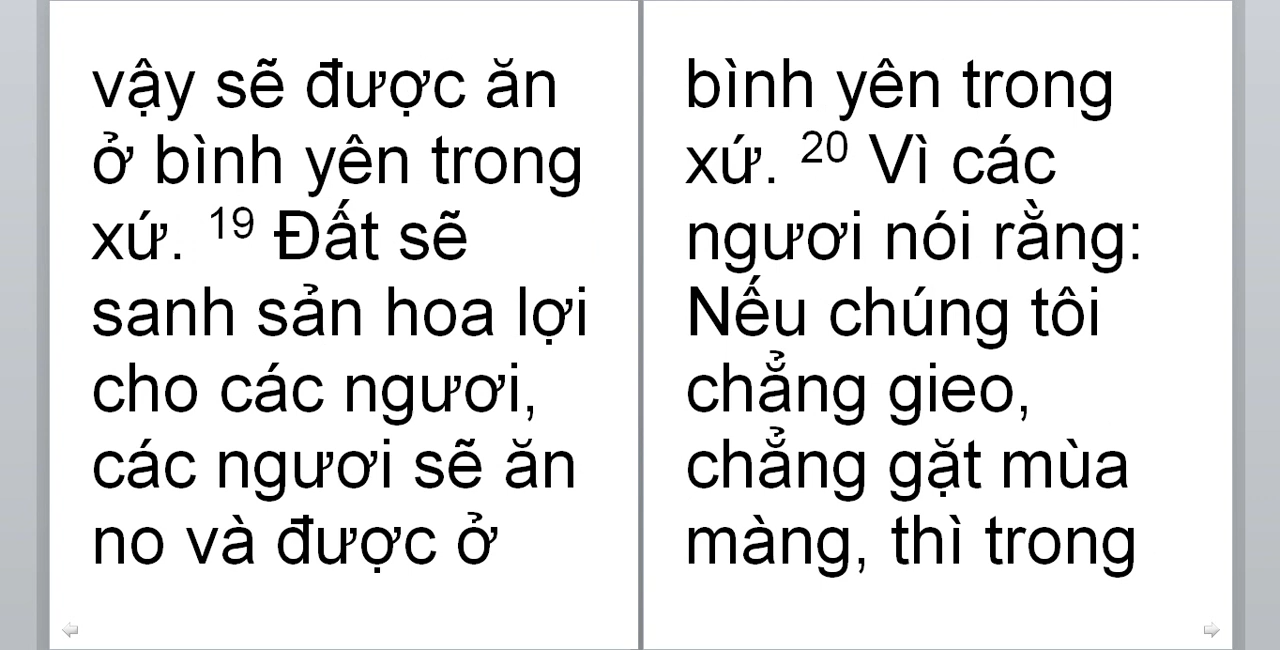 vậy sẽ được ăn
ở bình yên trong
xứ. 19 Đất sẽ
sanh sản hoa lợi
cho các ngươi,
các ngươi sẽ ăn
no và được ở
bình yên trong
xứ. 20 Vì các
ngươi nói rằng:
Nếu chúng tôi
chẳng gieo,
chẳng gặt mùa
màng, thì trong